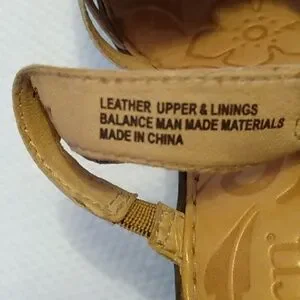 LEATHER UPPER & LININGS
BALANCE MAN MADE MATERIALS
MADE IN CHINA